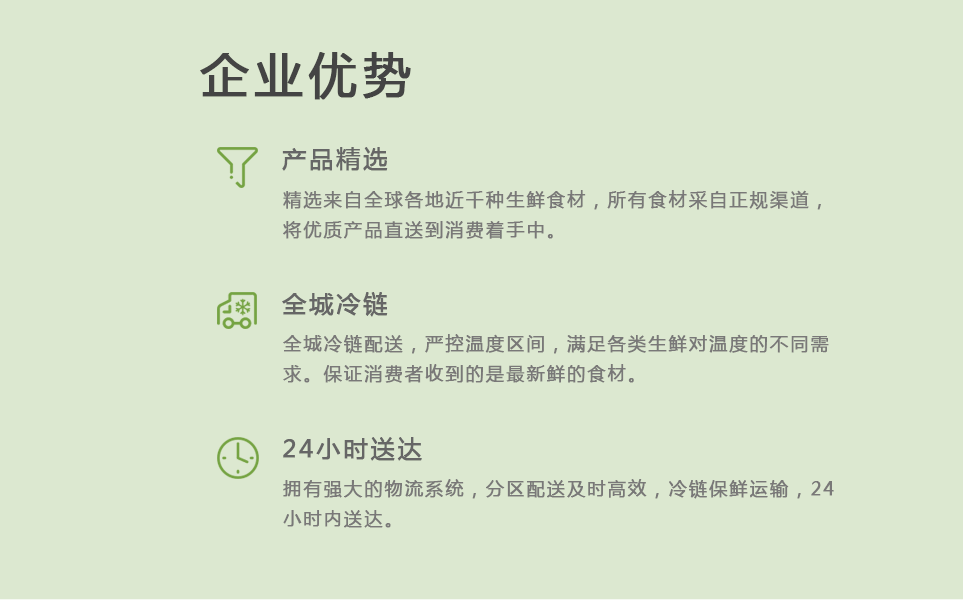 企业优势
产品精选
精选来自全球各地近千种生鲜食材，所有食材采自正规渠道，
将优质产品直送到消费着手中。
全城冷链
全城冷链配送，严控温度区间，满足各类生鲜对温度的不同需
求。保证消费者收到的是最新鲜的食材。
24小时送达
拥有强大的物流系统，分区配送及时高效，冷链保鲜运输，24
小时内送达。